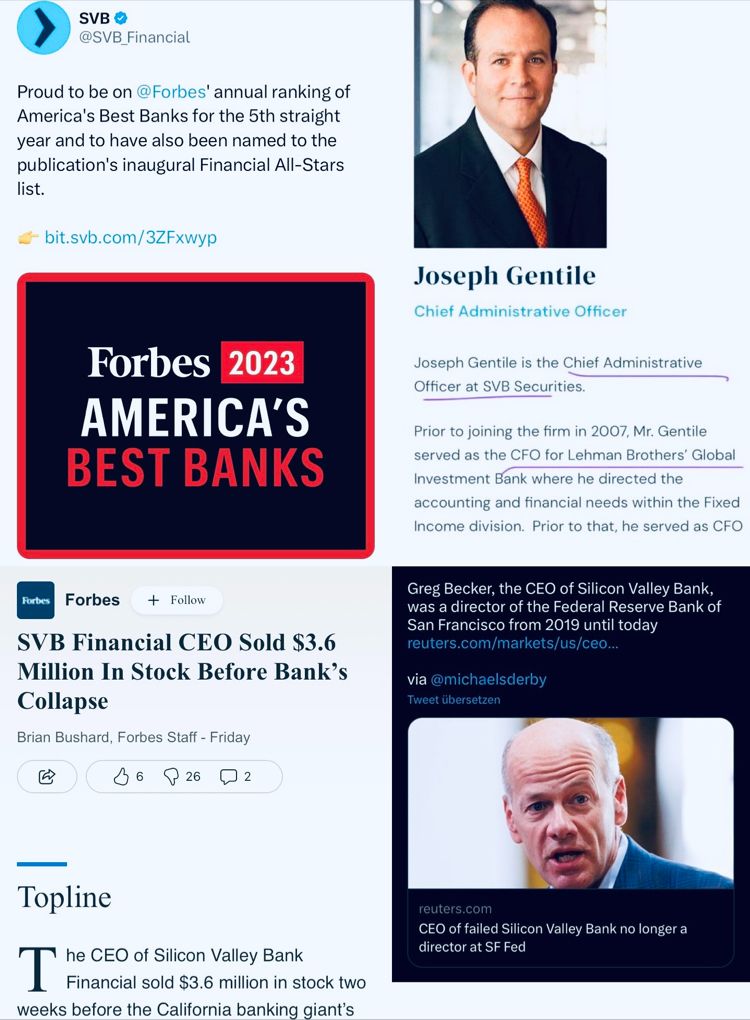 SVB
@SVB_Financial
Proud to be on @Forbes' annual ranking of
America's Best Banks for the 5th straight
year and to have also been named to the
publication's inaugural Financial All-Stars
list.
👉 bit.svb.com/3ZFxwyp
Forbes 2023
AMERICA'S
BEST BANKS
Joseph Gentile
Chief Administrative Officer
Joseph Gentile is the Chief Administrative
Officer at SVB Securities.
Prior to joining the firm in 2007, Mr. Gentile
served as the CFO for Lehman Brothers' Global
Investment Bank where he directed the
accounting and financial needs within the Fixed
Income division. Prior to that, he served as CFO
Forbes
Forbes
+ Follow
SVB Financial CEO Sold $3.6
Million In Stock Before Bank's
Collapse
Brian Bushard, Forbes Staff - Friday
6 26 2
Topline
The CEO of Silicon Valley Bank
Financial sold $3.6 million in stock two
weeks before the California banking giant's
Greg Becker, the CEO of Silicon Valley Bank,
was a director of the Federal Reserve Bank of
San Francisco from 2019 until today
reuters.com/markets/us/ceo...
via @michaelsderby
Tweet übersetzen
reuters.com
CEO of failed Silicon Valley Bank no longer a
director at SF Fed